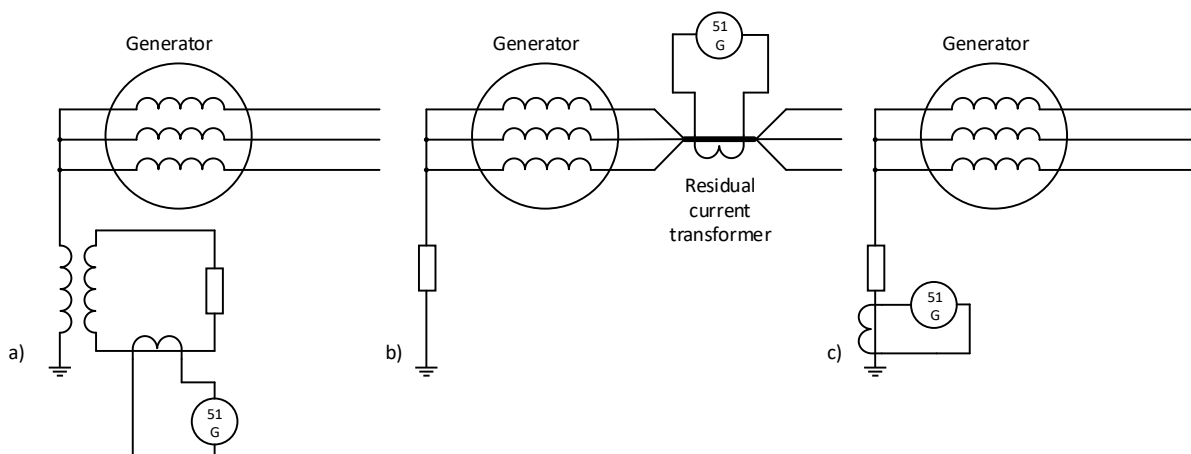 Generator
51
G
a)
Generator
51
G
Residual
current
transformer
b)
Generator
51
G
c)